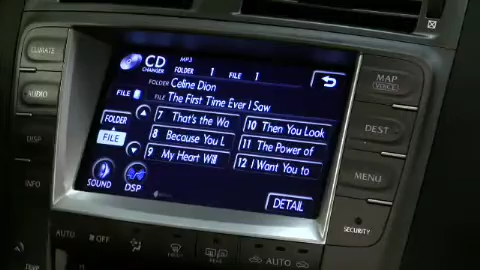 CLIMATE
AUDIO
DISP
INFO
CD
CHANGER
MP3
FOLDER 1 FILE 1
FOLDER Celine Dion
FILE
FILE The First Time Ever I Saw
FOLDER
FILE
7 That's the Wa
8 Because You L
9 My Heart Will
10 Then You Look
11 The Power of
12 I Want You to
SOUND
DSP
DETAIL
MAP
VOICE
DEST
MENU
SECURITY
AUTO
OFF
AUTO